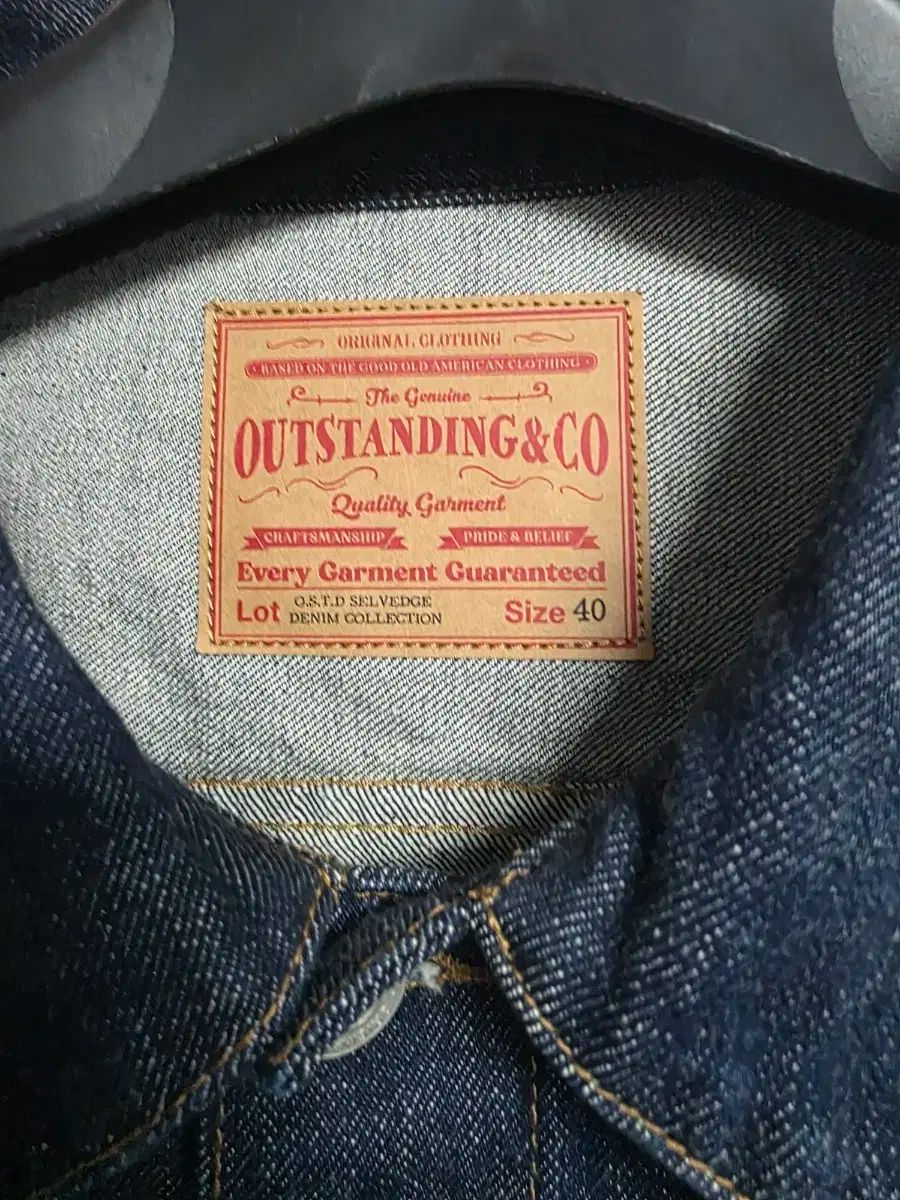 ORIGINAL CLOTHING
· BASED ON THE GOOD OLD AMERICAN CLOTHING ·
The Genuine
OUTSTANDING&CO
Quality Garment
CRAFTSMANSHIP PRIDE & BELIEF
Every Garment Guaranteed
Lot O.S.T.D SELVEDGE
DENIM COLLECTION Size 40